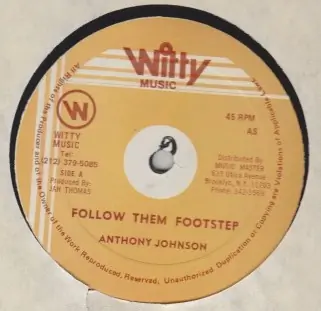 Witty
MUSIC
W
WITTY
MUSIC
Tel:
(212) 379-5085
SIDE A
Produced By:
JAH THOMAS
45 RPM
AS
Distributed By
MUSIC MASTER
Brooklyn, N.Y.
Phone:
FOLLOW THEM FOOTSTEP
ANTHONY JOHNSON
All Rights of the Producer and of the Owner of the Work Reproduced, Reserved, Unauthorized Duplication or Copying are Violations of Applicable Laws.